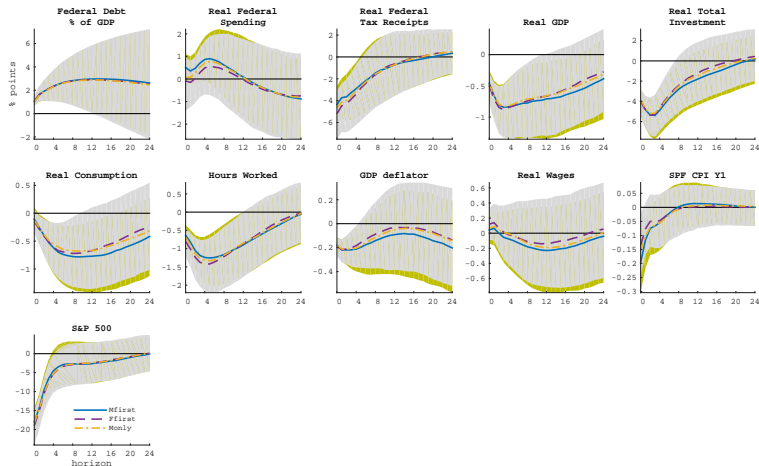 Federal Debt
% of GDP
% points
6
4
2
0
-2
0 4 8 12 16 20 24
Real Federal
Spending
2
1
0
-1
-2
0 4 8 12 16 20 24
Real Federal
Tax Receipts
2
0
-2
-4
-6
0 4 8 12 16 20 24
Real GDP
0
-0.5
-1
0 4 8 12 16 20 24
Real Total
Investment
4
2
0
-2
-4
-6
0 4 8 12 16 20 24
Real Consumption
0.5
0
-0.5
-1
0 4 8 12 16 20 24
Hours Worked
0.5
0
-0.5
-1
-1.5
-2
0 4 8 12 16 20 24
GDP deflator
0.2
0
-0.2
-0.4
0 4 8 12 16 20 24
Real Wages
0.6
0.4
0.2
0
-0.2
-0.4
-0.6
0 4 8 12 16 20 24
SPF CPI Y1
0.05
0
-0.05
-0.1
-0.15
-0.2
-0.25
-0.3
0 4 8 12 16 20 24
S&P 500
0
-5
-10
-15
-20
Mfirst
Ffirst
Monly
0 4 8 12 16 20 24
horizon